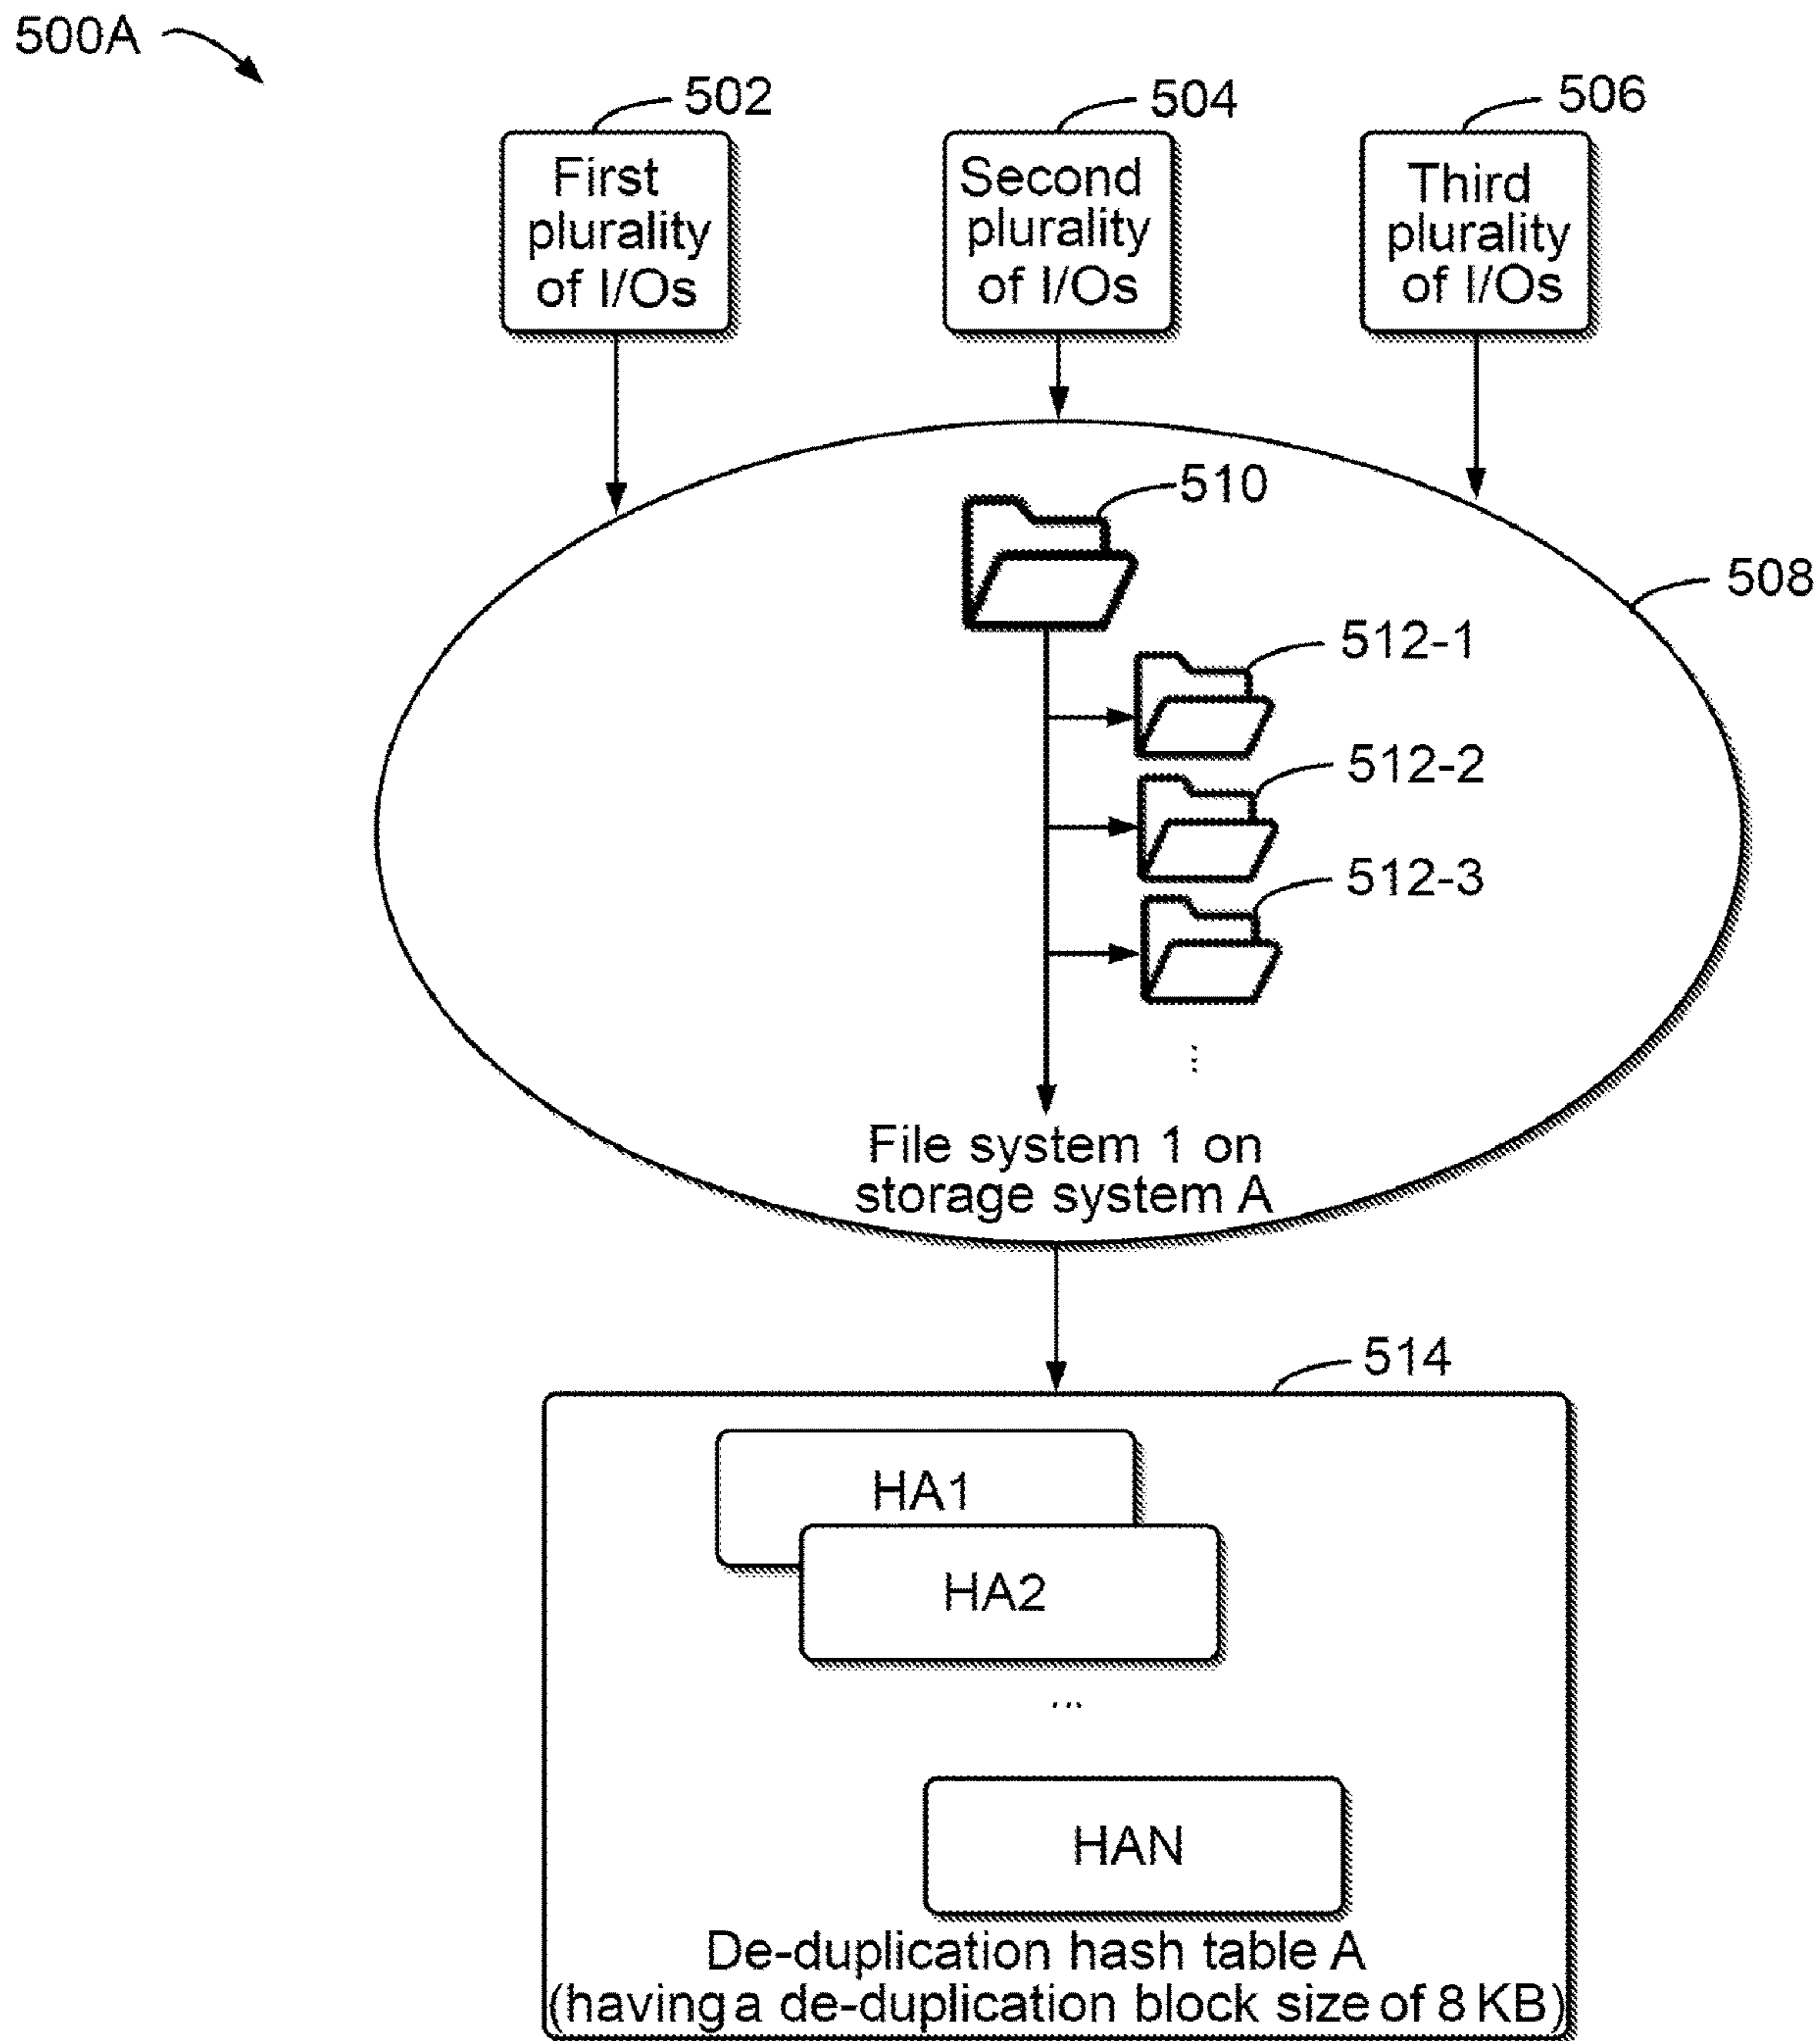 500A
502
504
506
First
plurality
of I/Os
Second
plurality
of I/Os
Third
plurality
of I/Os
510
508
512-1
512-2
512-3
...
File system 1 on
storage system A
514
HA1
HA2
...
HAN
De-duplication hash table A
(having a de-duplication block size of 8 KB)